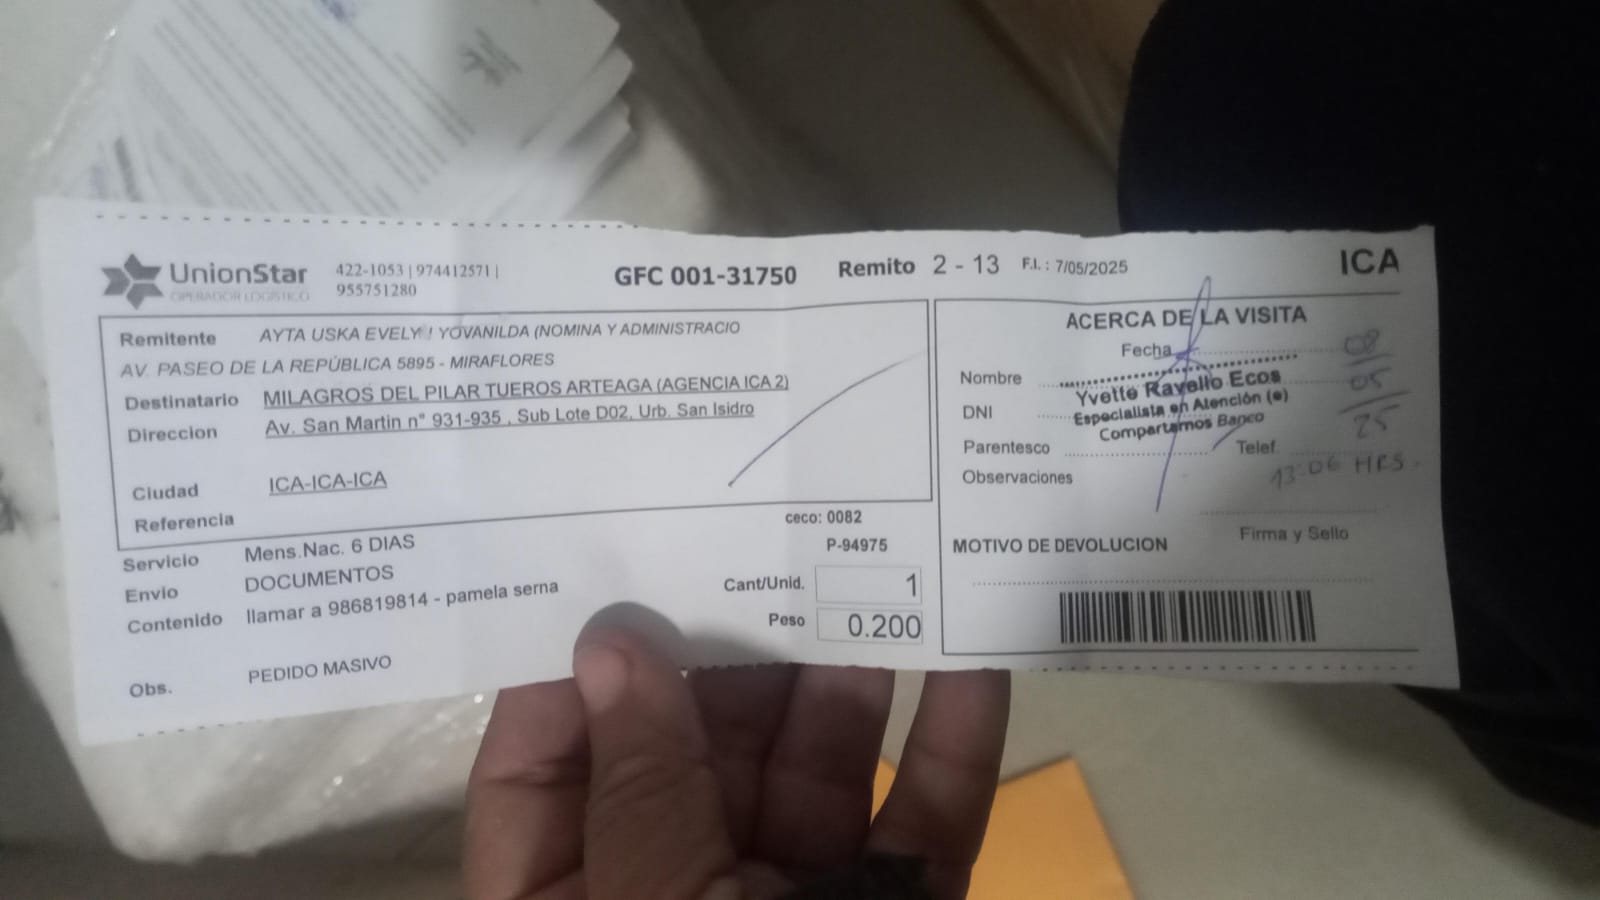 UnionStar
OPERADOR LOGISTICO
422-1053 | 974412571 |
955751280
GFC 001-31750
Remito 2 - 13
F.I. : 7/05/2025
ICA
Remitente AYTA USKA EVELY ! YOVANILDA (NOMINA Y ADMINISTRACIO
AV. PASEO DE LA REPÚBLICA 5895 - MIRAFLORES
Destinatario MILAGROS DEL PILAR TUEROS ARTEAGA (AGENCIA ICA 2)
Direccion Av. San Martin n° 931-935 , Sub Lote D02, Urb. San Isidro
Ciudad ICA-ICA-ICA
Referencia
Servicio Mens.Nac. 6 DIAS
Envio DOCUMENTOS
Contenido llamar a 986819814 - pamela serna
Obs. PEDIDO MASIVO
ceco: 0082
P-94975
Cant/Unid. 1
Peso 0.200
ACERCA DE LA VISITA
Fecha 08
05
25
Nombre
DNI
Parentesco
Telef.
Observaciones
Yvette Ravello Ecos
Especialista en Atención (e)
Compartamos Banco
13:06 HRS.
Firma y Sello
MOTIVO DE DEVOLUCION